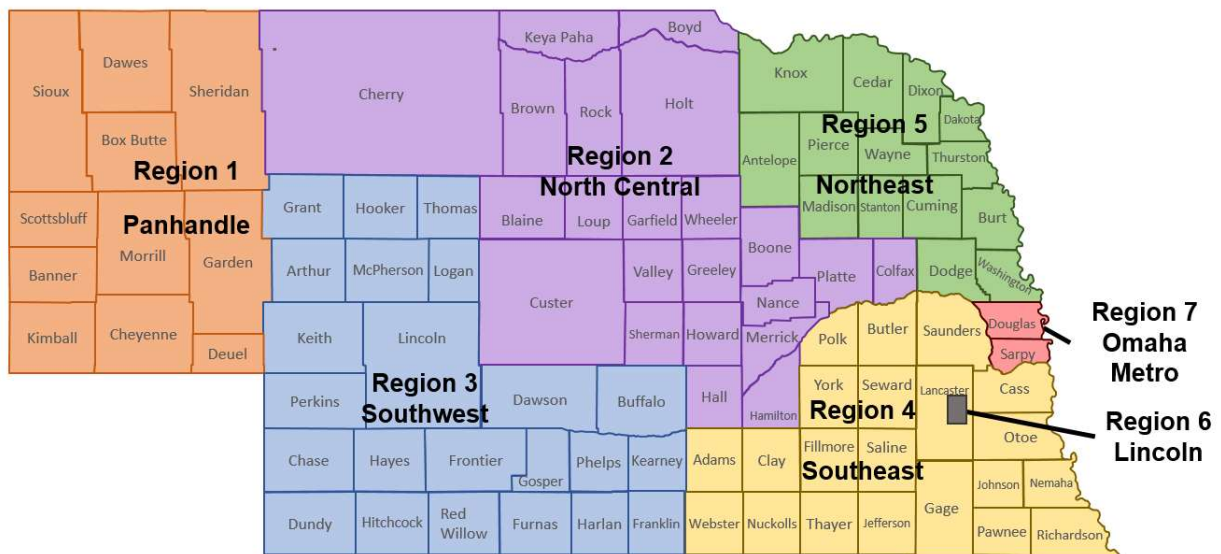 Keya Paha
Boyd
Dawes
Sioux
Sheridan
Cherry
Brown
Rock
Holt
Knox
Cedar
Dixon
Dakota
Box Butte
Region 1
Region 2
North Central
Region 5
Northeast
Pierce
Wayne
Thurston
Antelope
Madison
Stanton
Cuming
Burt
Scottsbluff
Panhandle
Morrill
Garden
Banner
Kimball
Cheyenne
Deuel
Grant
Hooker
Thomas
Blaine
Loup
Garfield
Wheeler
Boone
Arthur
McPherson
Logan
Custer
Valley
Greeley
Platte
Colfax
Dodge
Washington
Nance
Keith
Lincoln
Sherman
Howard
Merrick
Polk
Butler
Saunders
Douglas
Sarpy
Region 7
Omaha
Metro
Perkins
Region 3
Southwest
Dawson
Buffalo
Hall
Hamilton
York
Seward
Lancaster
Cass
Region 4
Southeast
Otoe
Region 6
Lincoln
Chase
Hayes
Frontier
Gosper
Phelps
Kearney
Adams
Clay
Fillmore
Saline
Johnson
Nemaha
Gage
Dundy
Hitchcock
Red
Willow
Furnas
Harlan
Franklin
Webster
Nuckolls
Thayer
Jefferson
Pawnee
Richardson